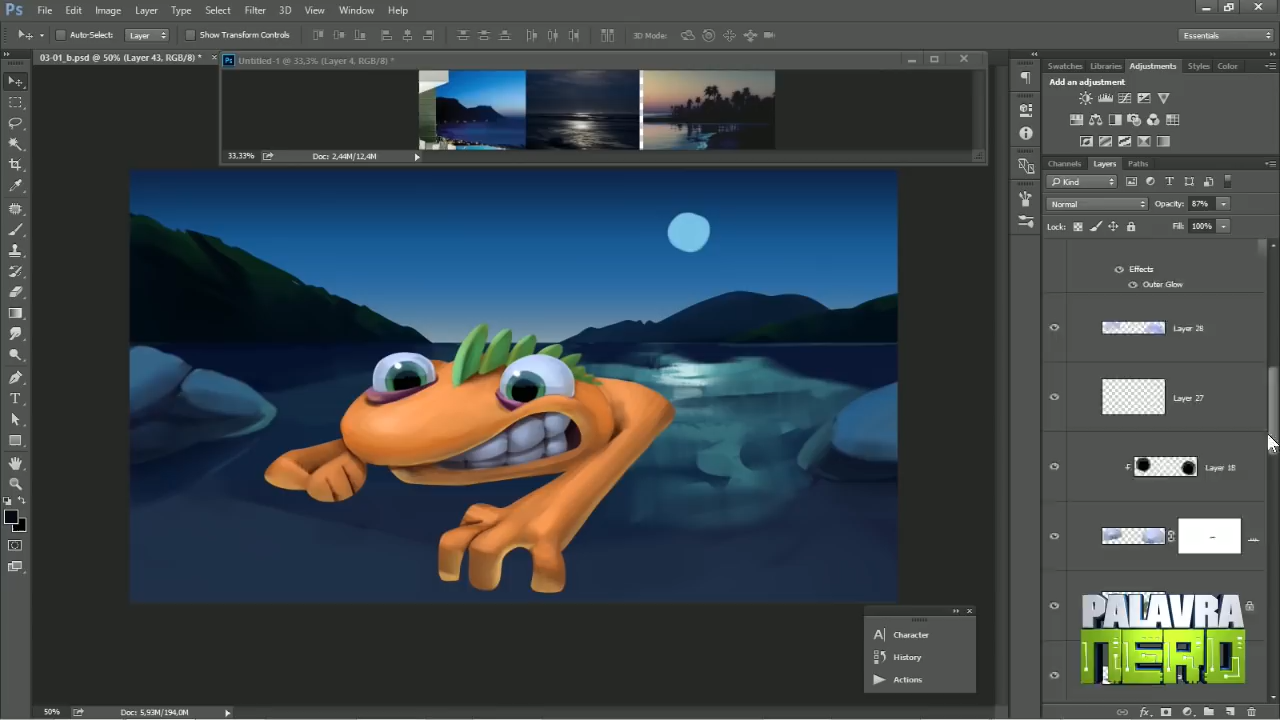 Ps File Edit Image Layer Type Select Filter 3D View Window Help
Auto-Select: Layer Show Transform Controls 3D Mode: Essentials
03-01_b.psd @ 50% (Layer 43, RGB/8) *
Untitled-1 @ 33,3% (Layer 4, RGB/8) *
Swatches Libraries Adjustments Styles Color
Add an adjustment
33,33% Doc: 2,44M/12,4M
Channels Layers Paths
Kind
Normal Opacity: 87%
Lock: Fill: 100%
Effects
Outer Glow
Layer 28
Layer 27
Layer 18
PALAVRA
NERD
Character
History
Actions
50% Doc: 5,93M/194,0M